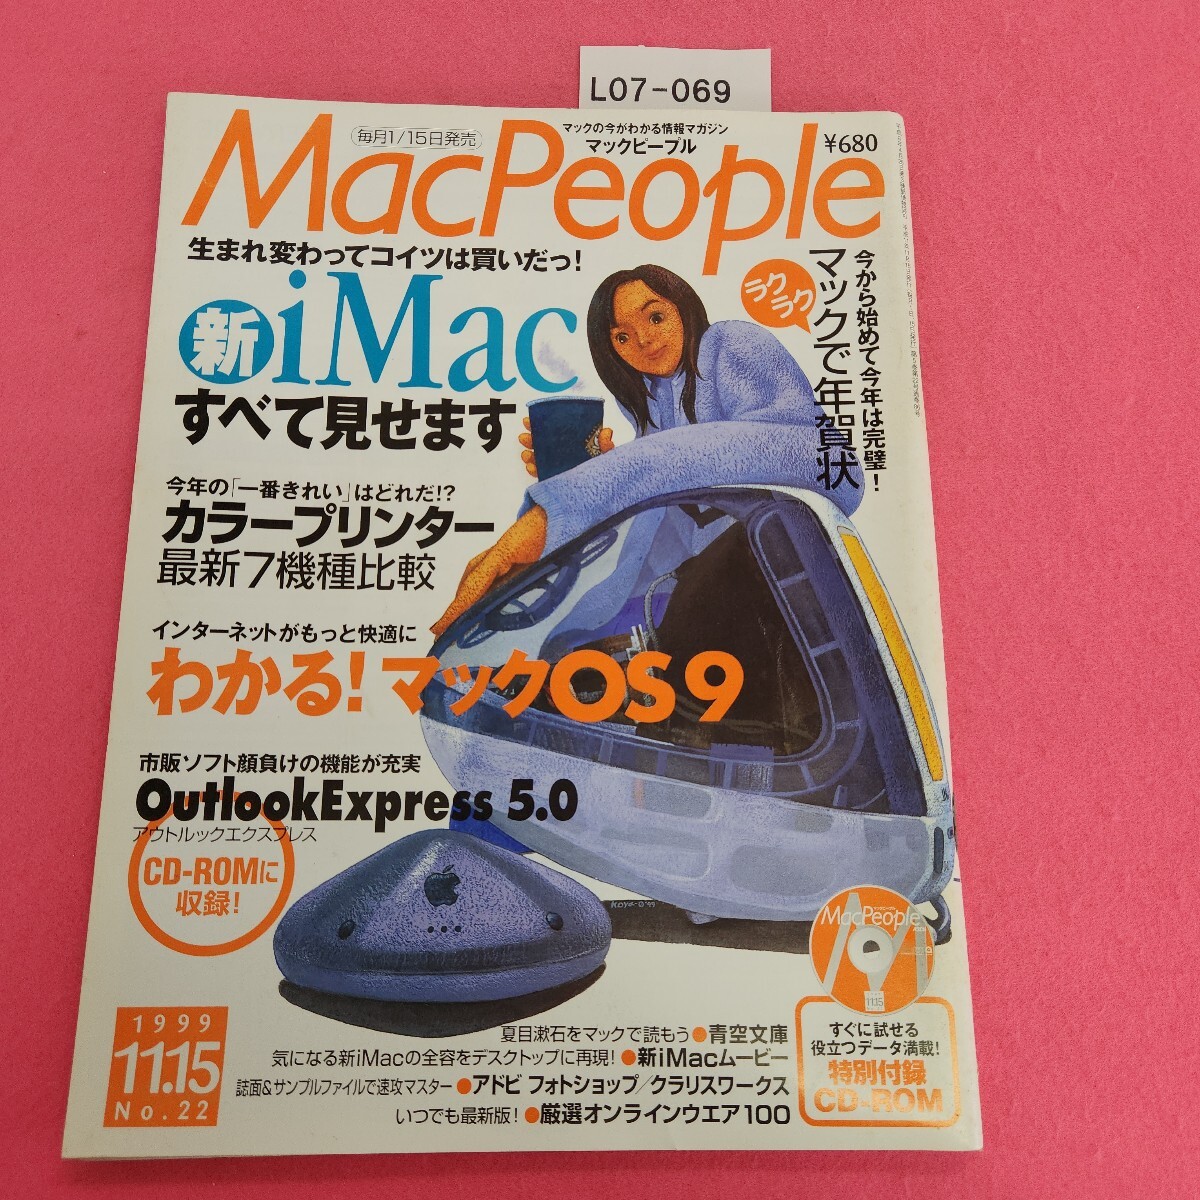 L07-069
毎月1/15日発売
マックの今がわかる情報マガジン
マックピープル
¥680
MacPeople
生まれ変わってコイツは買いだっ!
新iMac
すべて見せます
ラクラク
今から始めて今年は完璧!
マックで年賀状
今年の「一番きれい」はどれだ!?
カラープリンター
最新7機種比較
インターネットがもっと快適に
わかる!マックOS9
市販ソフト顔負けの機能が充実
OutlookExpress 5.0
アウトルックエクスプレス
CD-ROMに
収録!
KOYA-O.'99
MacPeople
11.15
1999
11.15
No.22
夏目漱石をマックで読もう●青空文庫
気になる新iMacの全容をデスクトップに再現!●新iMacムービー
誌面&サンプルファイルで速攻マスター●アドビ フォトショップ/クラリスワークス
いつでも最新版!●厳選オンラインウエア100
すぐに試せる
役立つデータ満載!
特別付録
CD-ROM